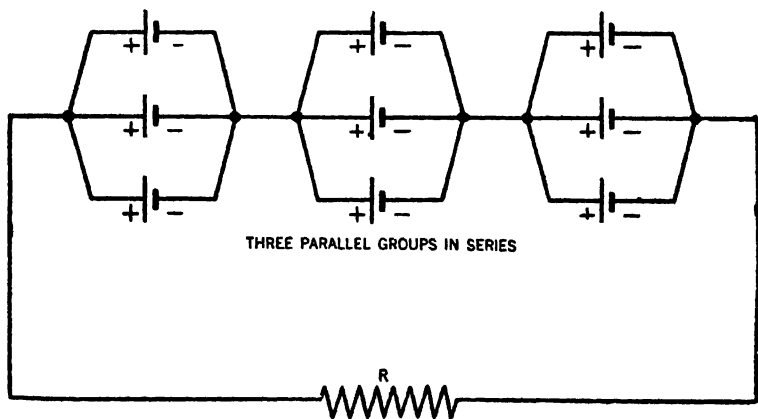 + - + - + -
+ - + - + -
+ - + - + -
THREE PARALLEL GROUPS IN SERIES
R